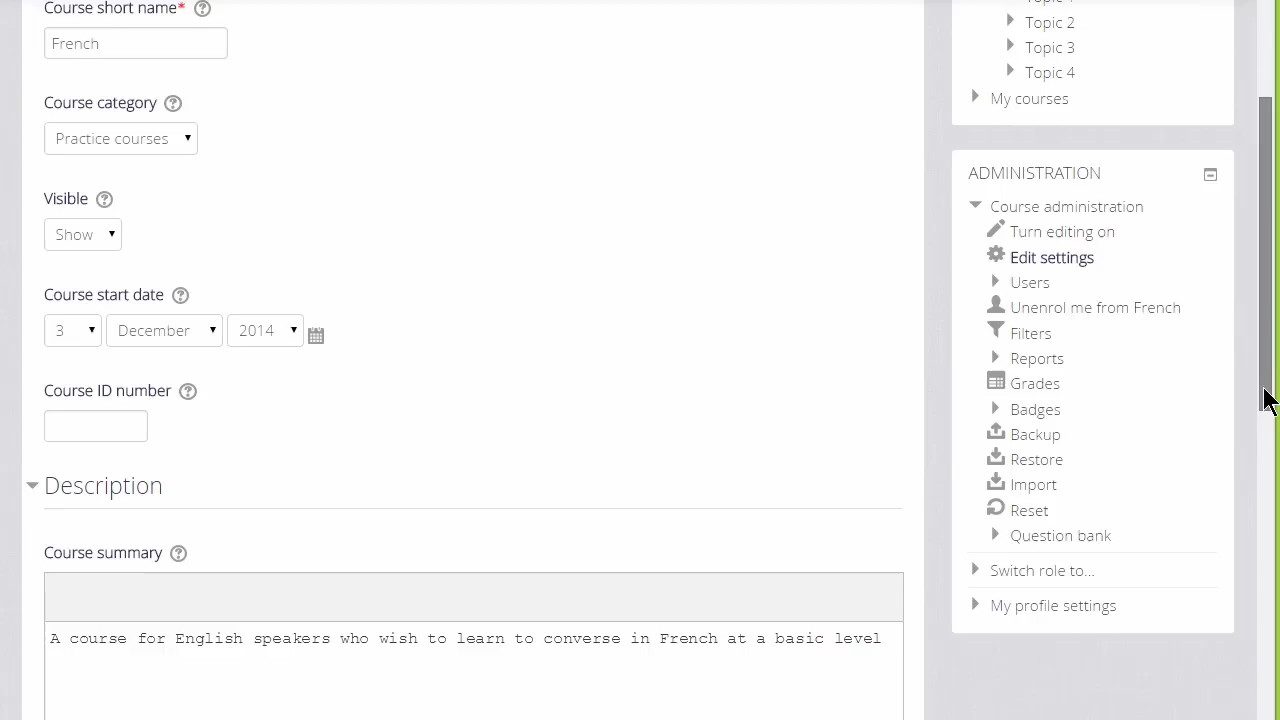 Course short name*
French
Course category
Practice courses
Visible
Show
Course start date
3 December 2014
Course ID number
Description
Course summary
A course for English speakers who wish to learn to converse in French at a basic level
Topic 2
Topic 3
Topic 4
My courses
ADMINISTRATION
Course administration
Turn editing on
Edit settings
Users
Unenrol me from French
Filters
Reports
Grades
Badges
Backup
Restore
Import
Reset
Question bank
Switch role to...
My profile settings